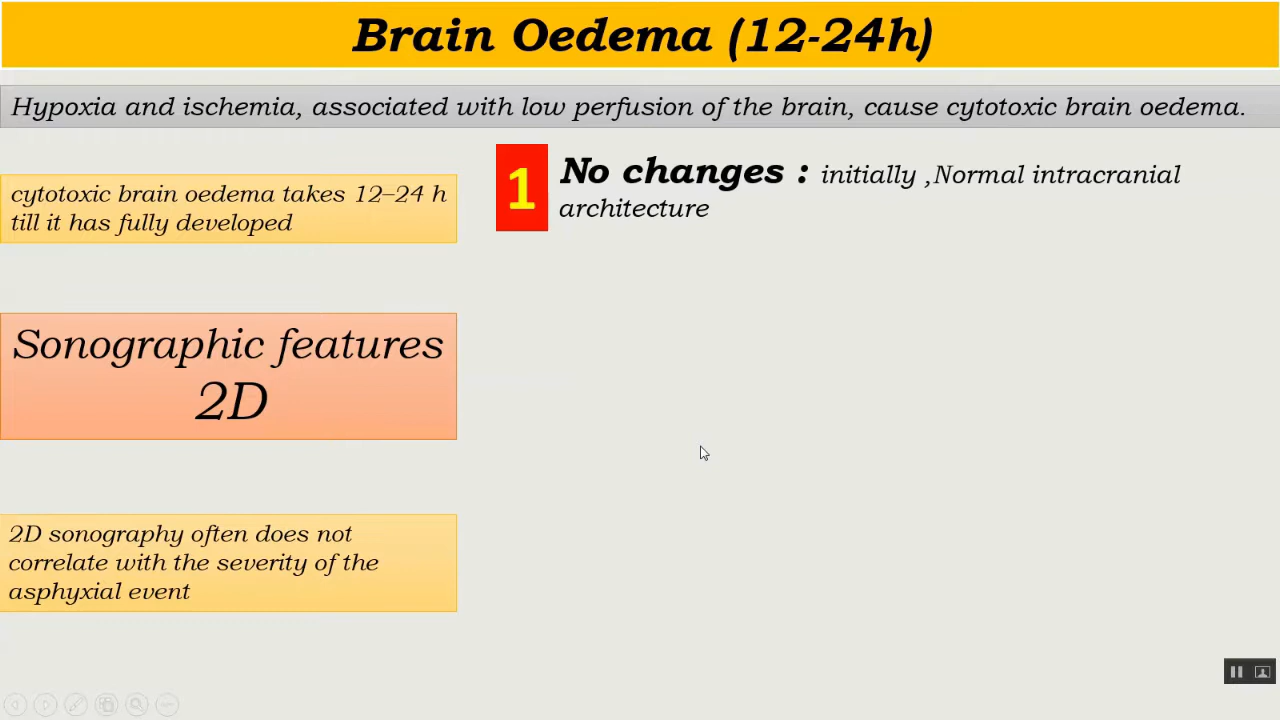 Brain Oedema (12-24h)
Hypoxia and ischemia, associated with low perfusion of the brain, cause cytotoxic brain oedema.
cytotoxic brain oedema takes 12–24 h
till it has fully developed
1
No changes : initially ,Normal intracranial
architecture
Sonographic features
2D
2D sonography often does not
correlate with the severity of the
asphyxial event